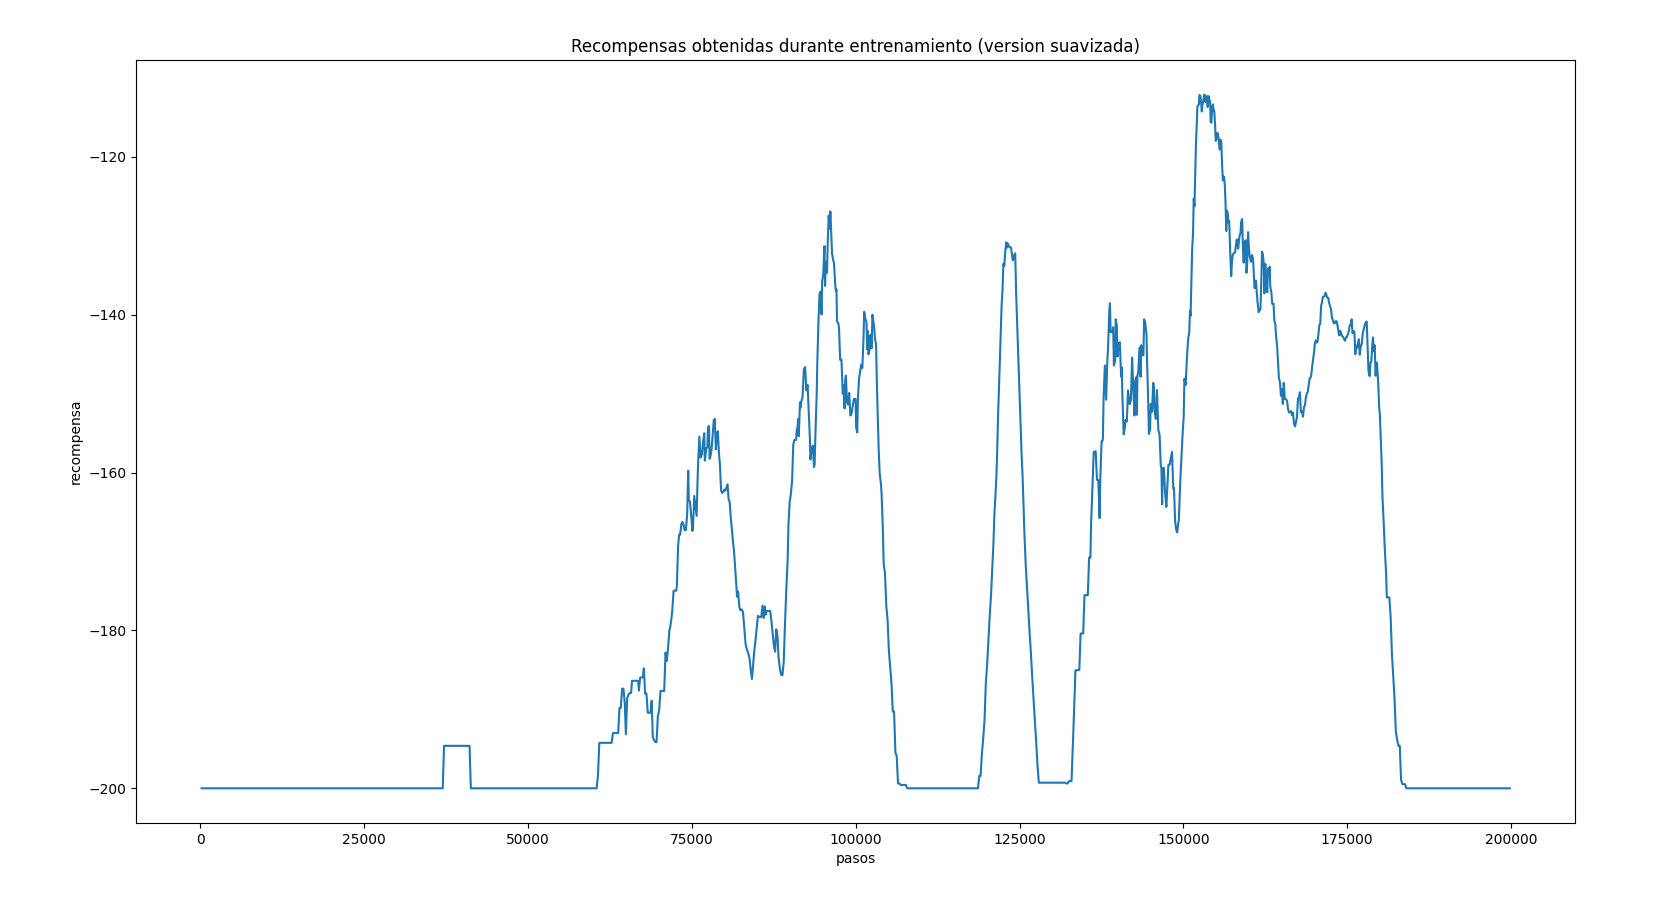 Recompensas obtenidas durante entrenamiento (version suavizada)
recompensa
−120
−140
−160
−180
−200
0 25000 50000 75000 100000 125000 150000 175000 200000
pasos